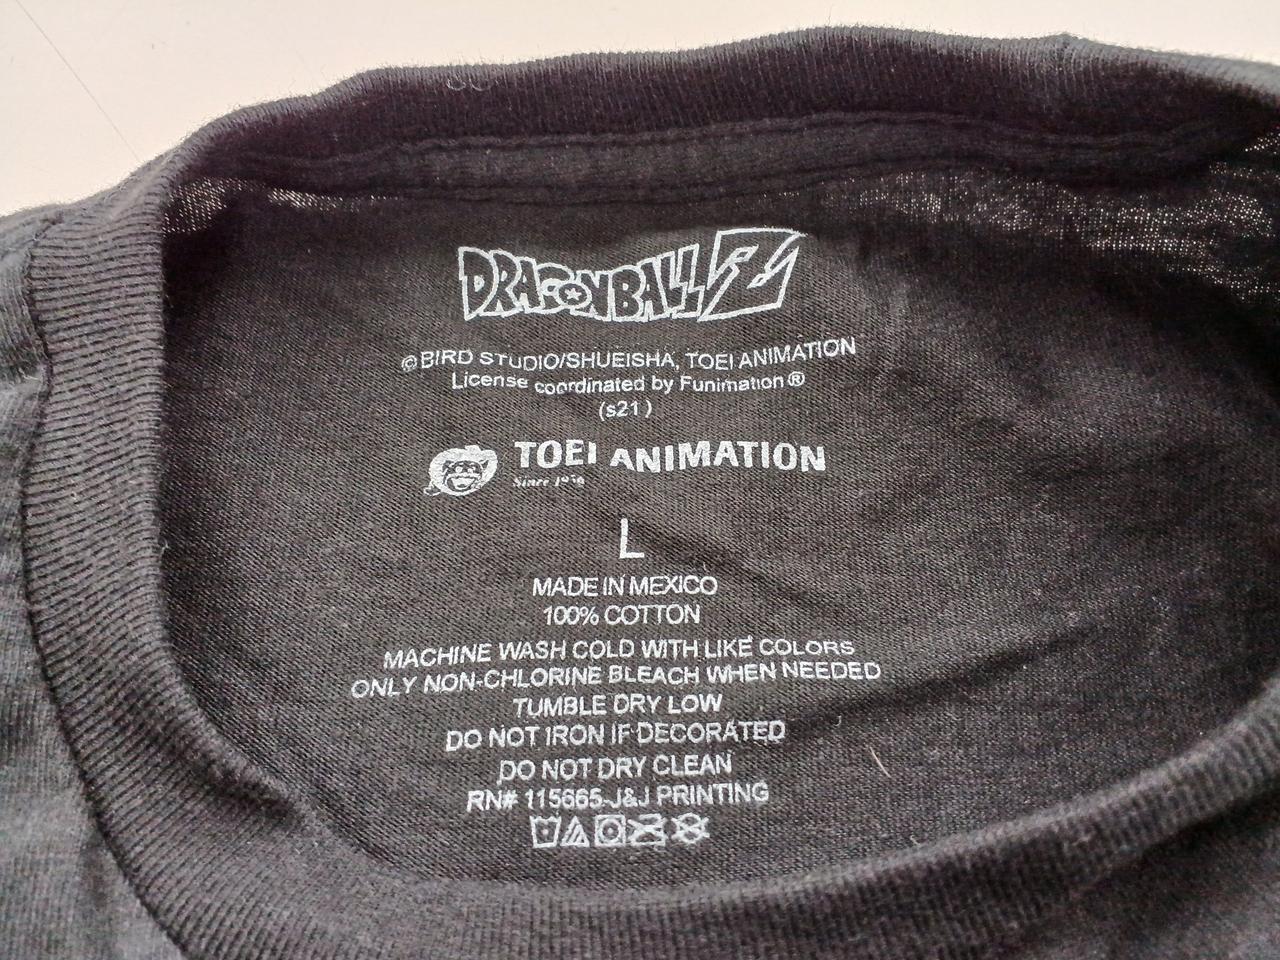 DRAGONBALL Z
©BIRD STUDIO/SHUEISHA, TOEI ANIMATION
License coordinated by Funimation®
(s21)
TOEI ANIMATION
Since 1956
L
MADE IN MEXICO
100% COTTON
MACHINE WASH COLD WITH LIKE COLORS
ONLY NON-CHLORINE BLEACH WHEN NEEDED
TUMBLE DRY LOW
DO NOT IRON IF DECORATED
DO NOT DRY CLEAN
RN# 115665-J&J PRINTING